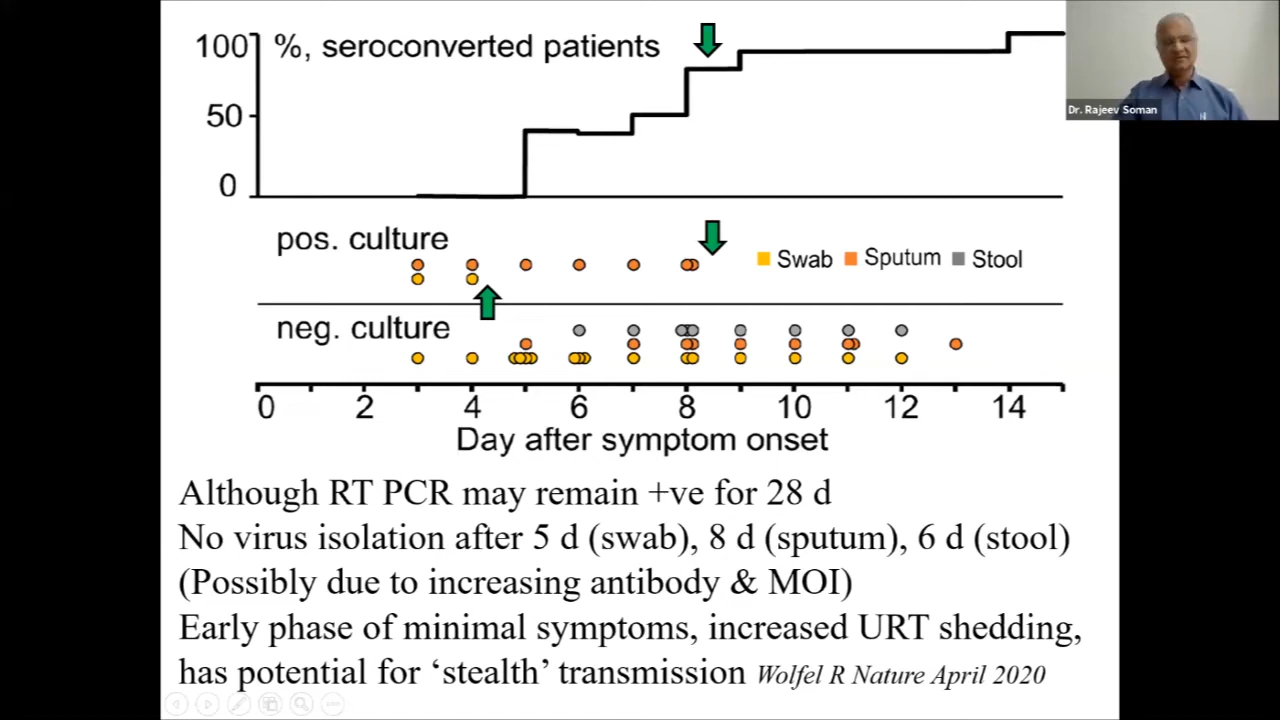 100
%, seroconverted patients
50
0
Dr. Rajeev Soman
pos. culture
Swab
Sputum
Stool
neg. culture
0 2 4 6 8 10 12 14
Day after symptom onset
Although RT PCR may remain +ve for 28 d
No virus isolation after 5 d (swab), 8 d (sputum), 6 d (stool)
(Possibly due to increasing antibody & MOI)
Early phase of minimal symptoms, increased URT shedding,
has potential for ‘stealth’ transmission Wolfel R Nature April 2020